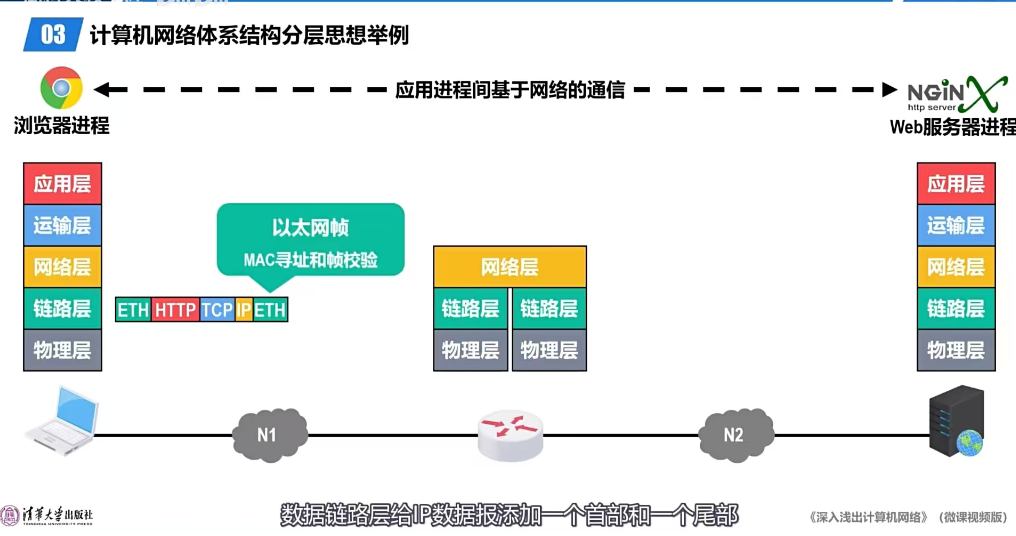 03 计算机网络体系结构分层思想举例
应用进程间基于网络的通信
NGiNX
http server
浏览器进程
Web服务器进程
应用层
运输层
网络层
链路层
物理层
以太网帧
MAC寻址和帧校验
ETH HTTP TCP IP ETH
网络层
链路层 链路层
物理层 物理层
应用层
运输层
网络层
链路层
物理层
N1
N2
清华大学出版社
TSINGHUA UNIVERSITY PRESS
数据链路层给IP数据报添加一个首部和一个尾部
《深入浅出计算机网络》（微课视频版）